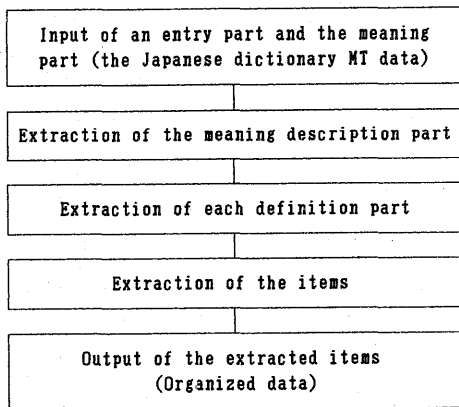 Input of an entry part and the meaning
part (the Japanese dictionary MT data)
Extraction of the meaning description part
Extraction of each definition part
Extraction of the items
Output of the extracted items
(Organized data)